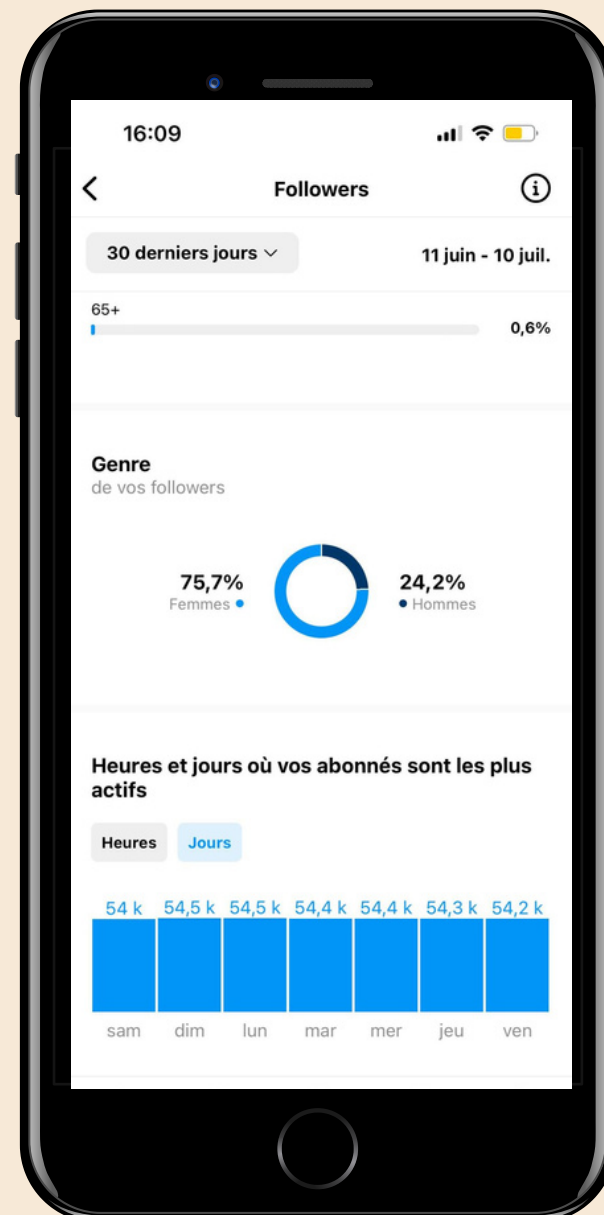 16:09
Followers
30 derniers jours
11 juin - 10 juil.
65+
0,6%
Genre
de vos followers
75,7%
Femmes
24,2%
Hommes
Heures et jours où vos abonnés sont les plus
actifs
Heures Jours
54 k 54,5 k 54,5 k 54,4 k 54,4 k 54,3 k 54,2 k
sam dim lun mar mer jeu ven